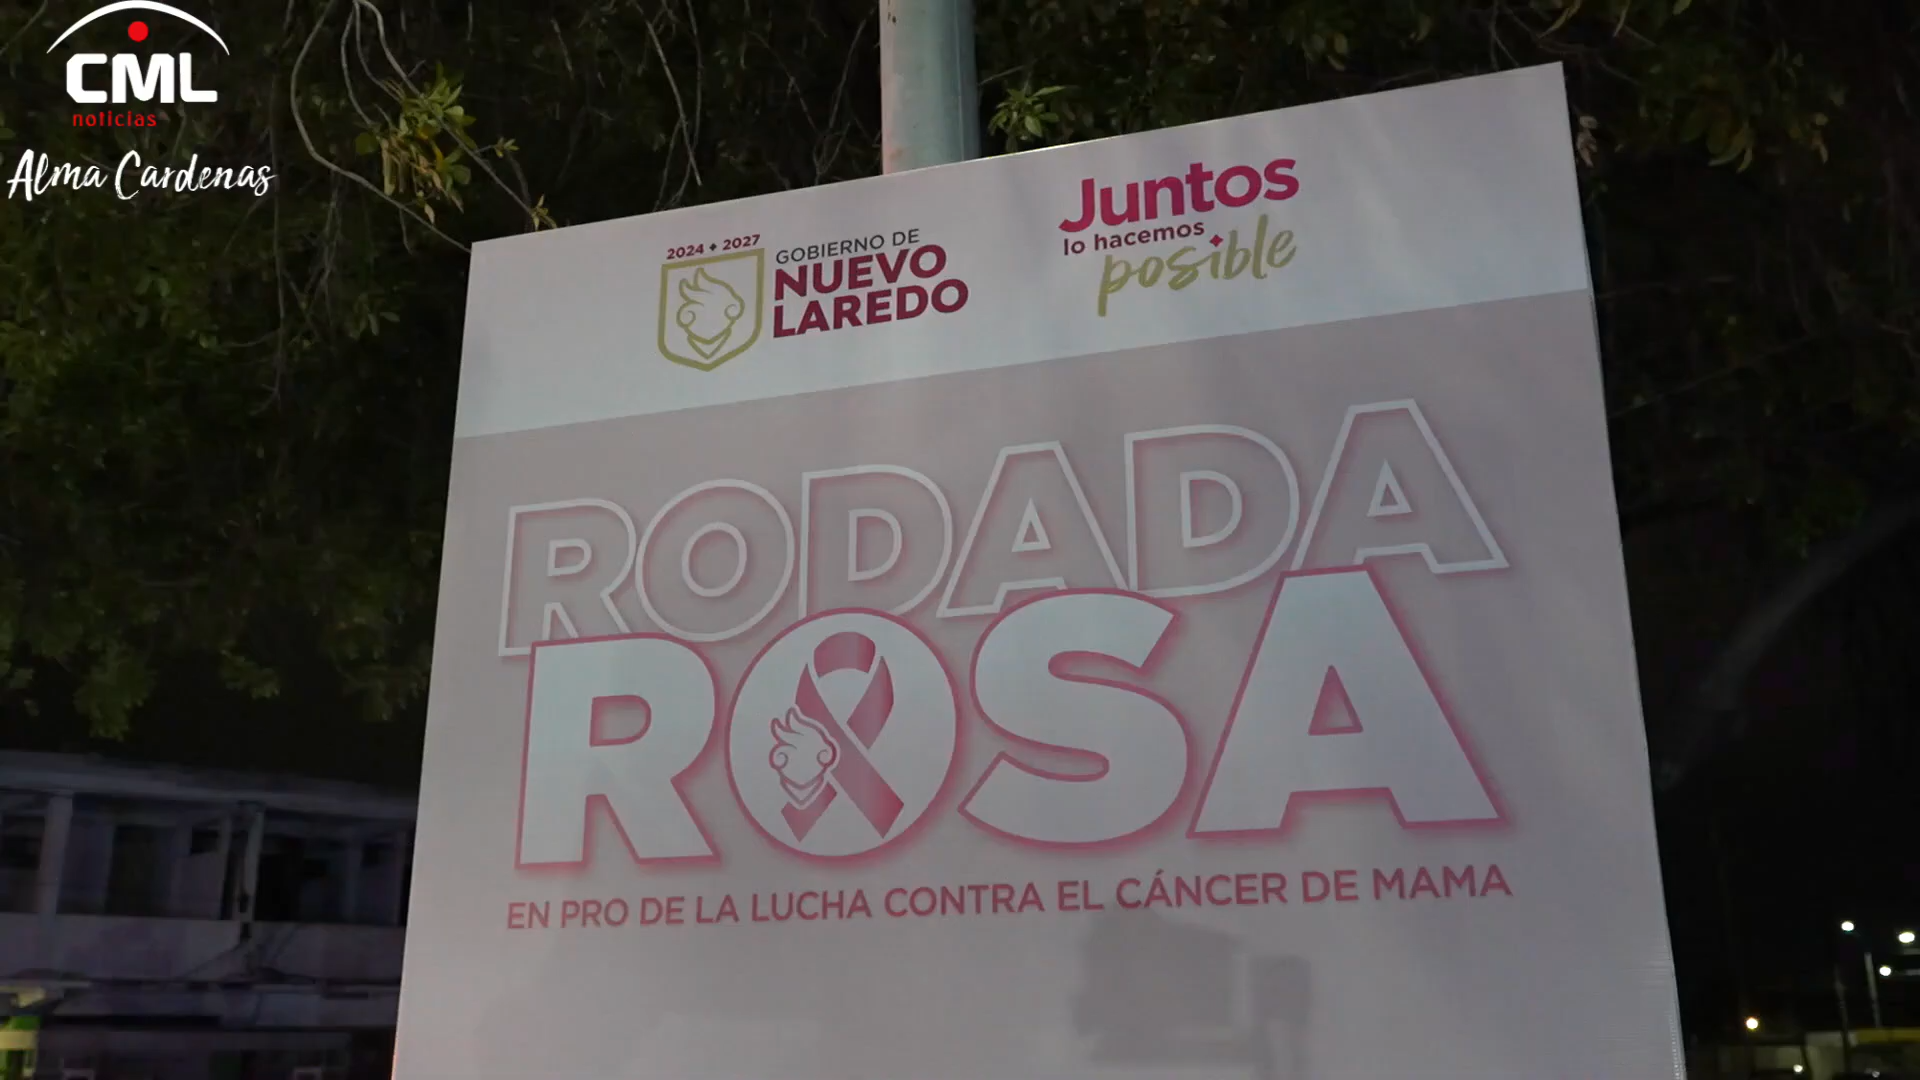 CML
noticias
Alma Cardenas
2024 + 2027
GOBIERNO DE
NUEVO
LAREDO
Juntos
lo hacemos
posible
RODADA
ROSA
EN PRO DE LA LUCHA CONTRA EL CÁNCER DE MAMA